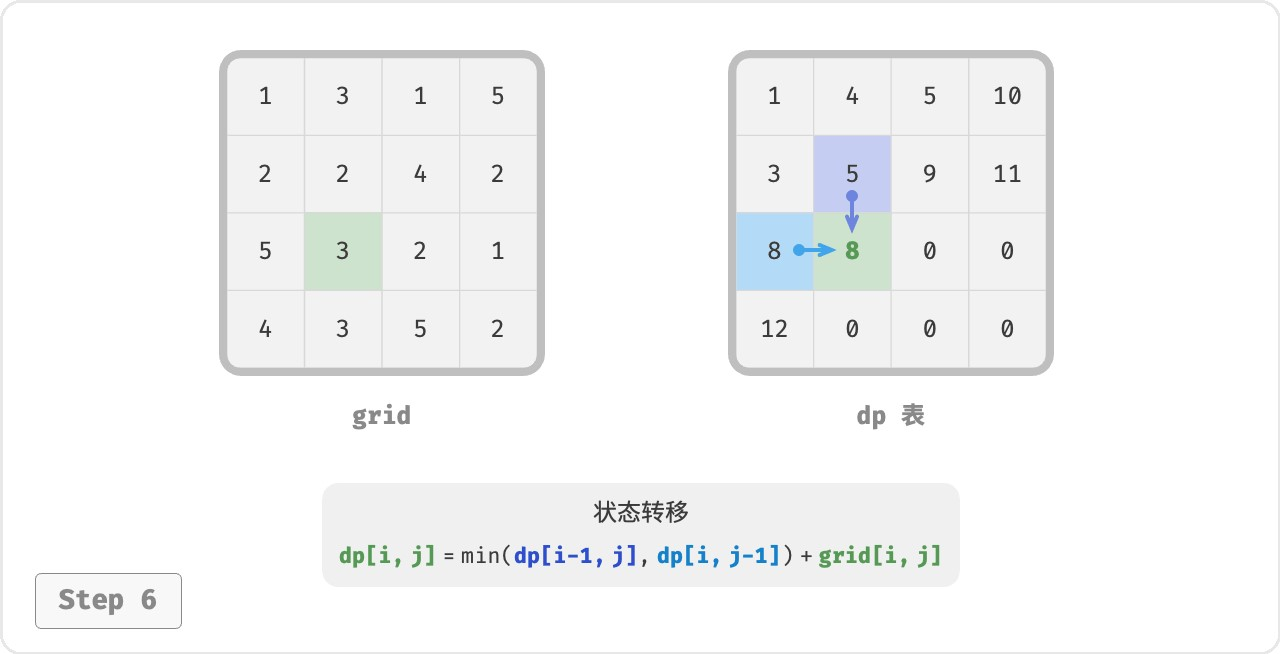 1 3 1 5
2 2 4 2
5 3 2 1
4 3 5 2
grid
1 4 5 10
3 5 9 11
8 8 0 0
12 0 0 0
dp 表
状态转移
dp[i, j] = min(dp[i-1, j], dp[i, j-1]) + grid[i, j]
Step 6